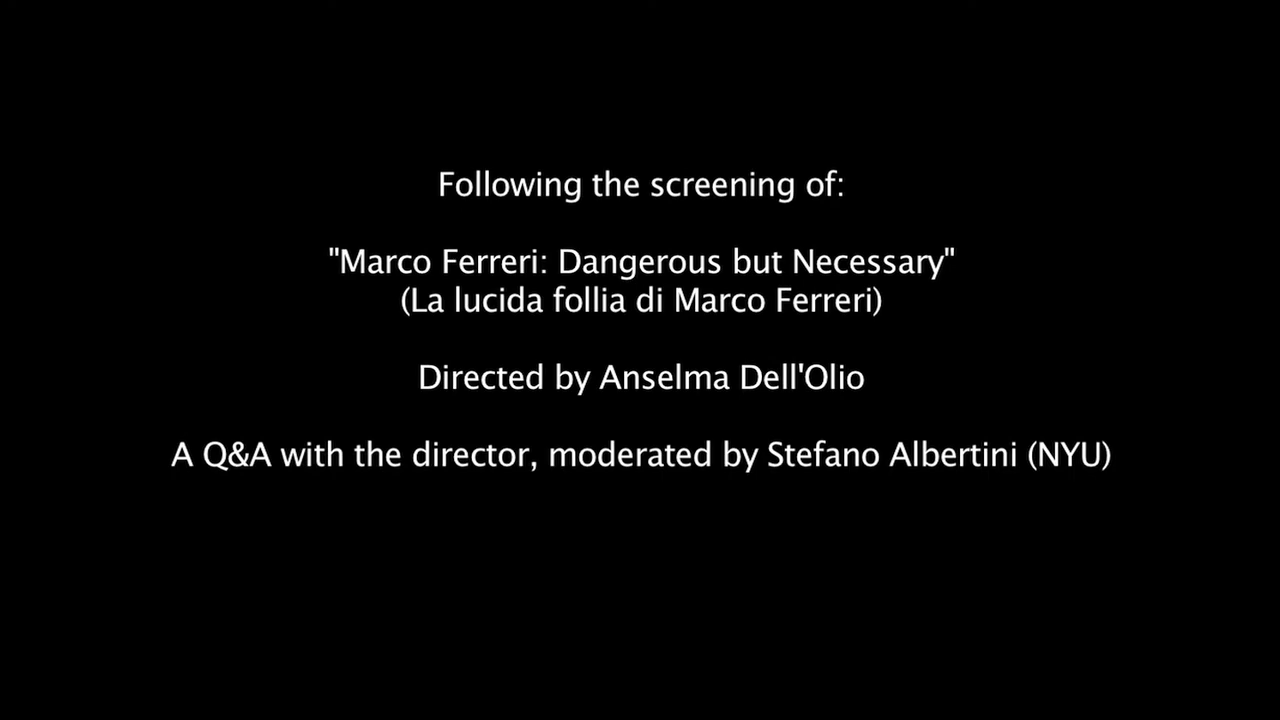 Following the screening of:
"Marco Ferreri: Dangerous but Necessary"
(La lucida follia di Marco Ferreri)
Directed by Anselma Dell'Olio
A Q&A with the director, moderated by Stefano Albertini (NYU)